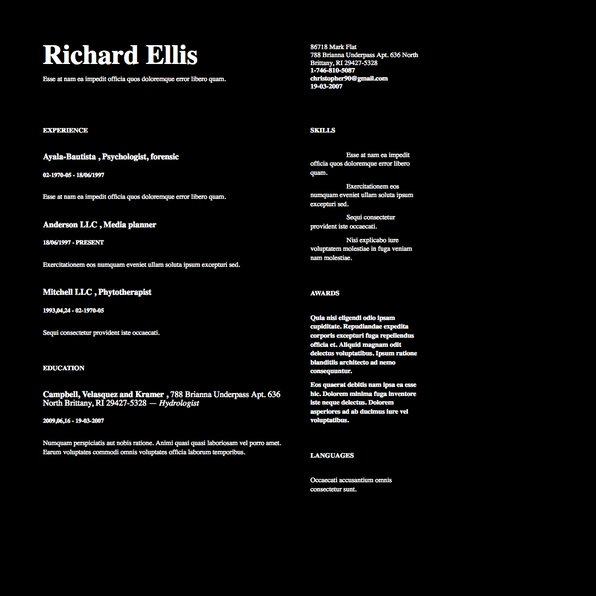 Richard Ellis
Esse at nam ea impedit officia quos doloremque error libero quam.
86718 Mark Flat
788 Brianna Underpass Apt. 636 North
Brittany, RI 29427-5328
1-746-810-5087
christopher90@gmail.com
19-03-2007
EXPERIENCE
Ayala-Bautista , Psychologist, forensic
02-1970-05 - 18/06/1997
Esse at nam ea impedit officia quos doloremque error libero quam.
Anderson LLC , Media planner
18/06/1997 - PRESENT
Exercitationem eos numquam eveniet ullam soluta ipsum excepturi sed.
Mitchell LLC , Phytotherapist
1993,04,24 - 02-1970-05
Sequi consectetur provident iste occaecati.
EDUCATION
Campbell, Velasquez and Kramer , 788 Brianna Underpass Apt. 636
North Brittany, RI 29427-5328 — Hydrologist
2009,06,16 - 19-03-2007
Numquam perspiciatis aut nobis ratione. Animi quasi quasi laboriosam vel porro amet.
Earum voluptates commodi omnis voluptates officia laborum temporibus.
SKILLS
Esse at nam ea impedit
officia quos doloremque error libero
quam.
Exercitationem eos
numquam eveniet ullam soluta ipsum
excepturi sed.
Sequi consectetur
provident iste occaecati.
Nisi explicabo iure
voluptatem molestiae in fuga veniam
nam molestiae.
AWARDS
Quia nisi eligendi odio ipsam
cupiditate. Repudiandae expedita
corporis excepturi fuga repellendus
officia et. Aliquid magnam odit
delectus voluptatibus. Ipsum ratione
blanditiis architecto ad nemo
consequuntur.
Eos quaerat debitis nam ipsa ea esse
hic. Dolorem minima fuga inventore
iste neque delectus. Dolorem
asperiores ad ab ducimus iure vel
voluptatibus.
LANGUAGES
Occaecati accusantium omnis
consectetur sunt.